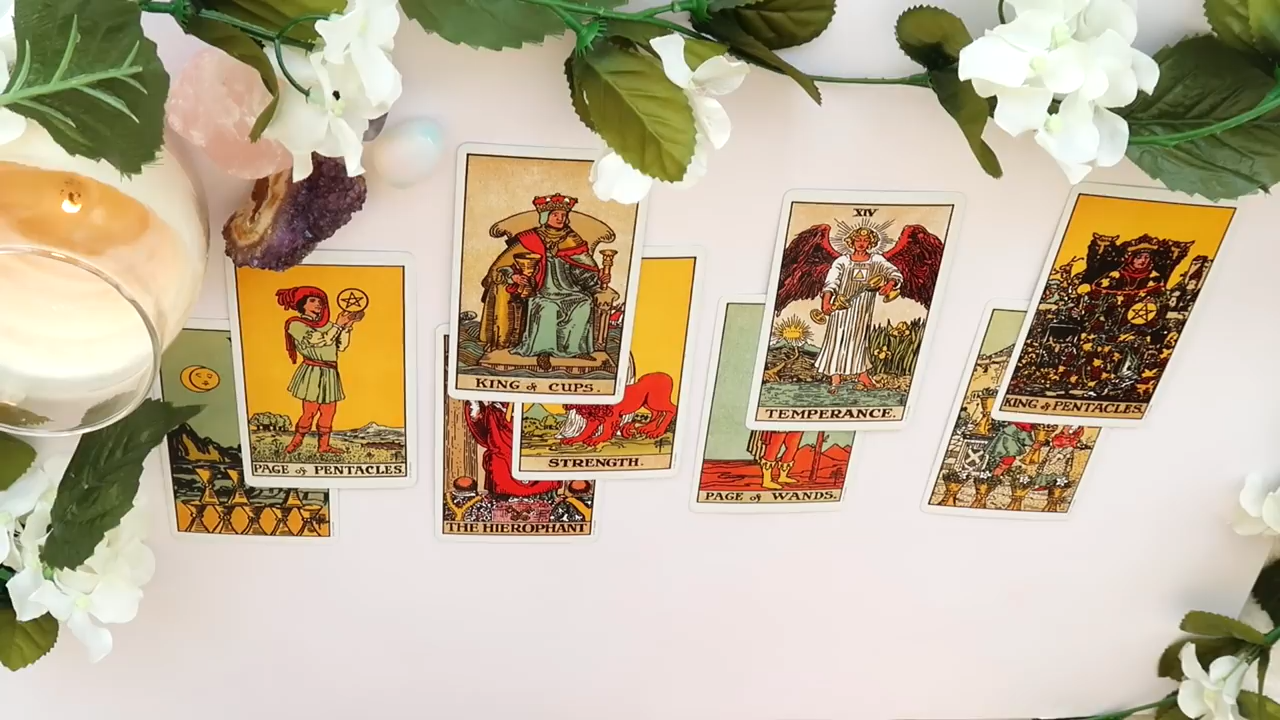 PAGE of PENTACLES.
KING of CUPS.
THE HIEROPHANT
STRENGTH.
XIV
TEMPERANCE.
PAGE of WANDS.
KING of PENTACLES.